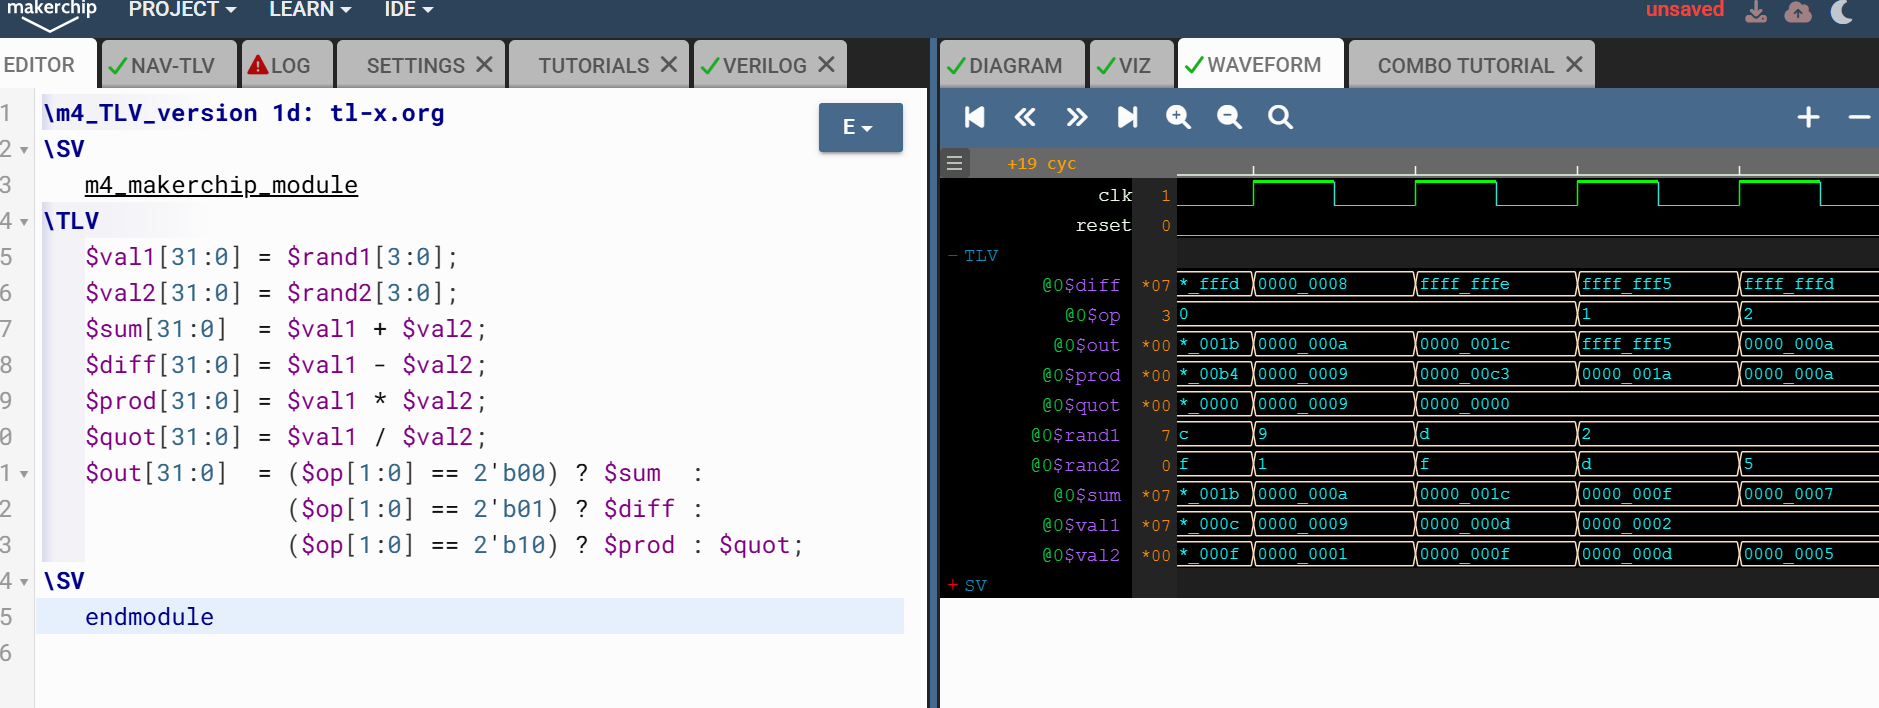 makerchip PROJECT LEARN IDE unsaved
EDITOR NAV-TLV LOG SETTINGS TUTORIALS VERILOG DIAGRAM VIZ WAVEFORM COMBO TUTORIAL
1 \m4_TLV_version 1d: tl-x.org
2 \SV
3 m4_makerchip_module
4 \TLV
5 $val1[31:0] = $rand1[3:0];
6 $val2[31:0] = $rand2[3:0];
7 $sum[31:0]  = $val1 + $val2;
8 $diff[31:0] = $val1 - $val2;
9 $prod[31:0] = $val1 * $val2;
0 $quot[31:0] = $val1 / $val2;
1 $out[31:0]  = ($op[1:0] == 2'b00) ? $sum  :
2 ($op[1:0] == 2'b01) ? $diff :
3 ($op[1:0] == 2'b10) ? $prod : $quot;
4 \SV
5 endmodule
6
E
+19 cyc
clk 1
reset 0
- TLV
@0$diff *07 *_fffd 0000_0008 ffff_fffe ffff_fff5 ffff_fffd
@0$op 3 0 1 2
@0$out *00 *_001b 0000_000a 0000_001c ffff_fff5 0000_000a
@0$prod *00 *_00b4 0000_0009 0000_00c3 0000_001a 0000_000a
@0$quot *00 *_0000 0000_0009 0000_0000
@0$rand1 7 c 9 d 2
@0$rand2 0 f 1 f d 5
@0$sum *07 *_001b 0000_000a 0000_001c 0000_000f 0000_0007
@0$val1 *07 *_000c 0000_0009 0000_000d 0000_0002
@0$val2 *00 *_000f 0000_0001 0000_000f 0000_000d 0000_0005
+ SV